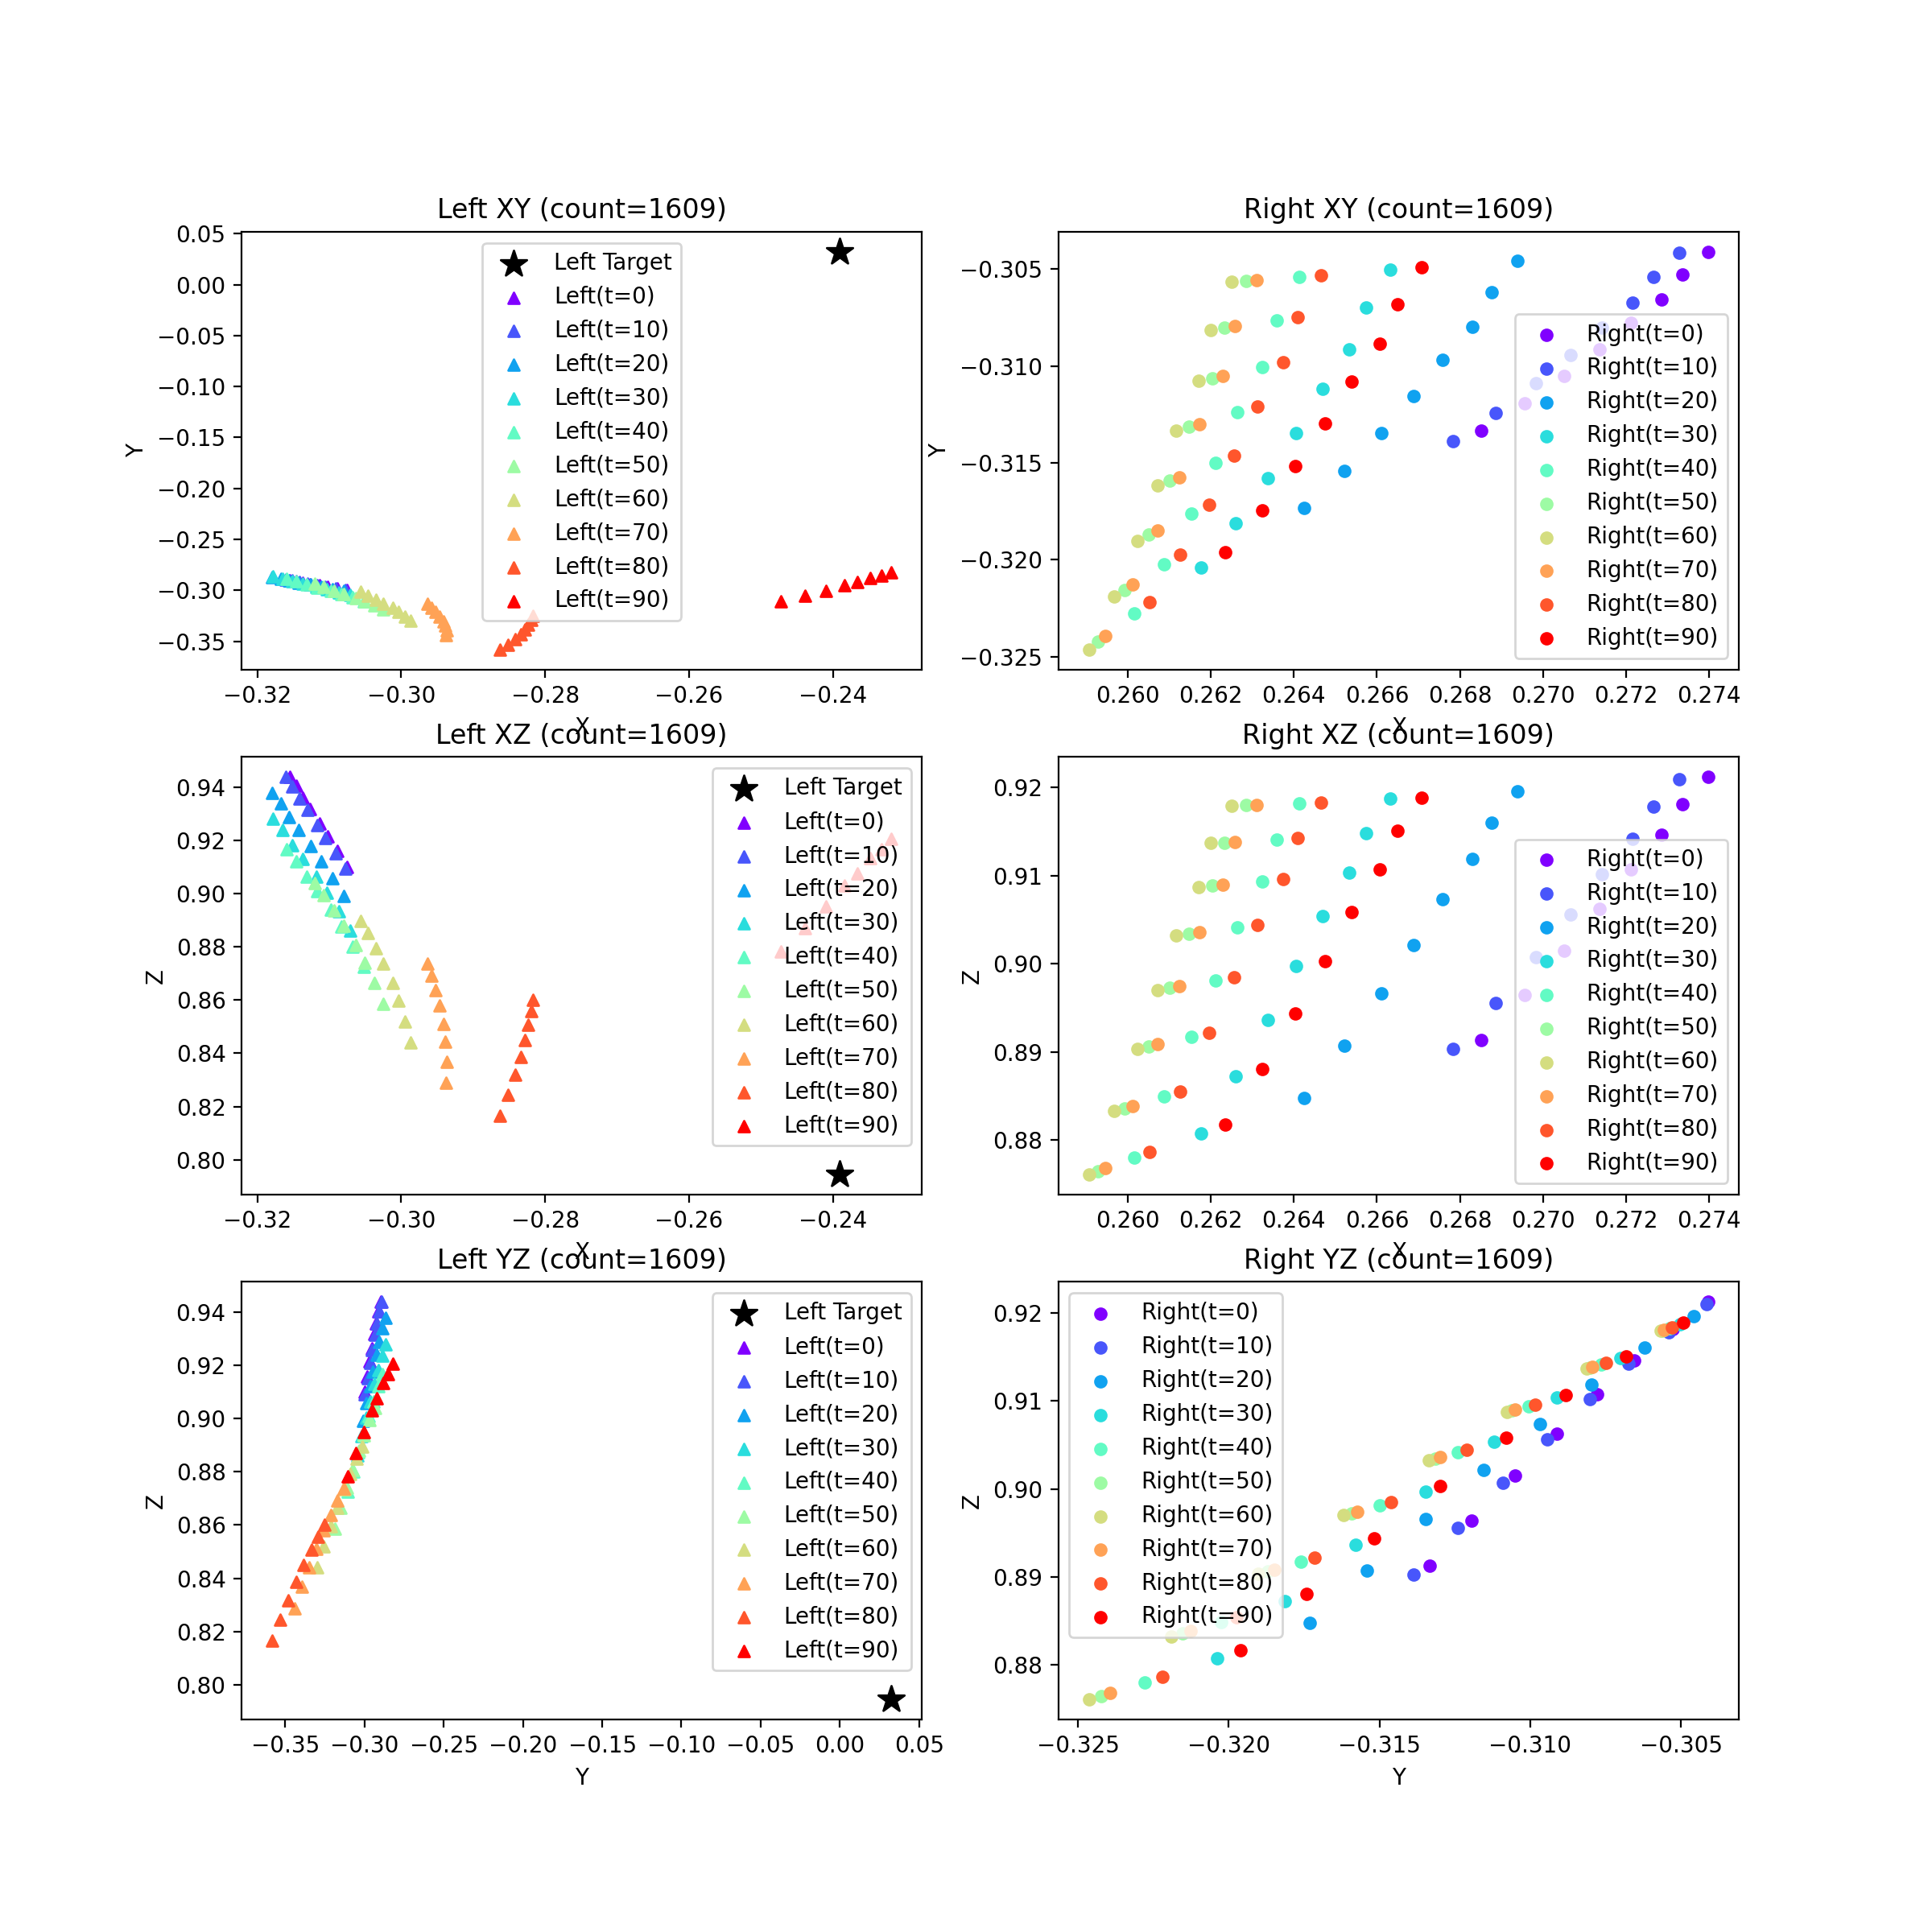 Left XY (count=1609)
0.05
0.00
−0.05
−0.10
−0.15
−0.20
−0.25
−0.30
−0.35
Y
Left Target
Left(t=0)
Left(t=10)
Left(t=20)
Left(t=30)
Left(t=40)
Left(t=50)
Left(t=60)
Left(t=70)
Left(t=80)
Left(t=90)
−0.32 −0.30 −0.28 −0.26 −0.24
X
Right XY (count=1609)
−0.305
−0.310
−0.315
−0.320
−0.325
Y
Right(t=0)
Right(t=10)
Right(t=20)
Right(t=30)
Right(t=40)
Right(t=50)
Right(t=60)
Right(t=70)
Right(t=80)
Right(t=90)
0.260 0.262 0.264 0.266 0.268 0.270 0.272 0.274
X
Left XZ (count=1609)
0.94
0.92
0.90
0.88
0.86
0.84
0.82
0.80
Z
Left Target
Left(t=0)
Left(t=10)
Left(t=20)
Left(t=30)
Left(t=40)
Left(t=50)
Left(t=60)
Left(t=70)
Left(t=80)
Left(t=90)
−0.32 −0.30 −0.28 −0.26 −0.24
X
Right XZ (count=1609)
0.92
0.91
0.90
0.89
0.88
Z
Right(t=0)
Right(t=10)
Right(t=20)
Right(t=30)
Right(t=40)
Right(t=50)
Right(t=60)
Right(t=70)
Right(t=80)
Right(t=90)
0.260 0.262 0.264 0.266 0.268 0.270 0.272 0.274
X
Left YZ (count=1609)
0.94
0.92
0.90
0.88
0.86
0.84
0.82
0.80
Z
Left Target
Left(t=0)
Left(t=10)
Left(t=20)
Left(t=30)
Left(t=40)
Left(t=50)
Left(t=60)
Left(t=70)
Left(t=80)
Left(t=90)
−0.35 −0.30 −0.25 −0.20 −0.15 −0.10 −0.05 0.00 0.05
Y
Right YZ (count=1609)
0.92
0.91
0.90
0.89
0.88
Z
Right(t=0)
Right(t=10)
Right(t=20)
Right(t=30)
Right(t=40)
Right(t=50)
Right(t=60)
Right(t=70)
Right(t=80)
Right(t=90)
−0.325 −0.320 −0.315 −0.310 −0.305
Y